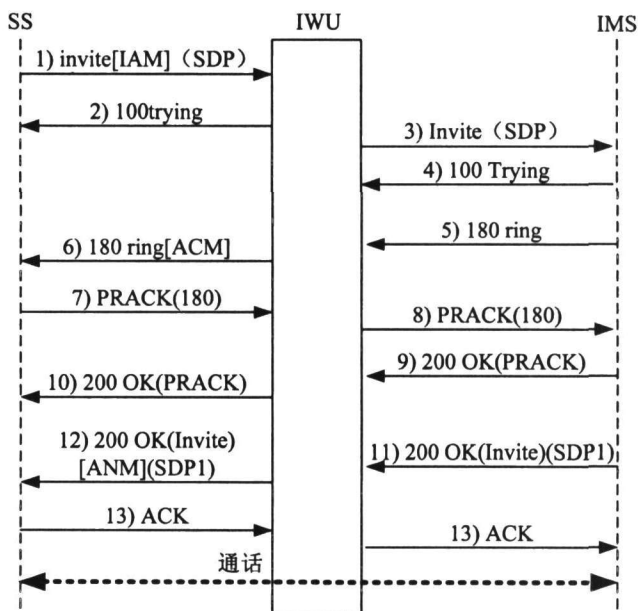 SS
IWU
IMS
1) invite[IAM]（SDP）
2) 100trying
3) Invite（SDP）
4) 100 Trying
5) 180 ring
6) 180 ring[ACM]
7) PRACK(180)
8) PRACK(180)
9) 200 OK(PRACK)
10) 200 OK(PRACK)
12) 200 OK(Invite)
[ANM](SDP1)
11) 200 OK(Invite)(SDP1)
13) ACK
13) ACK
通话